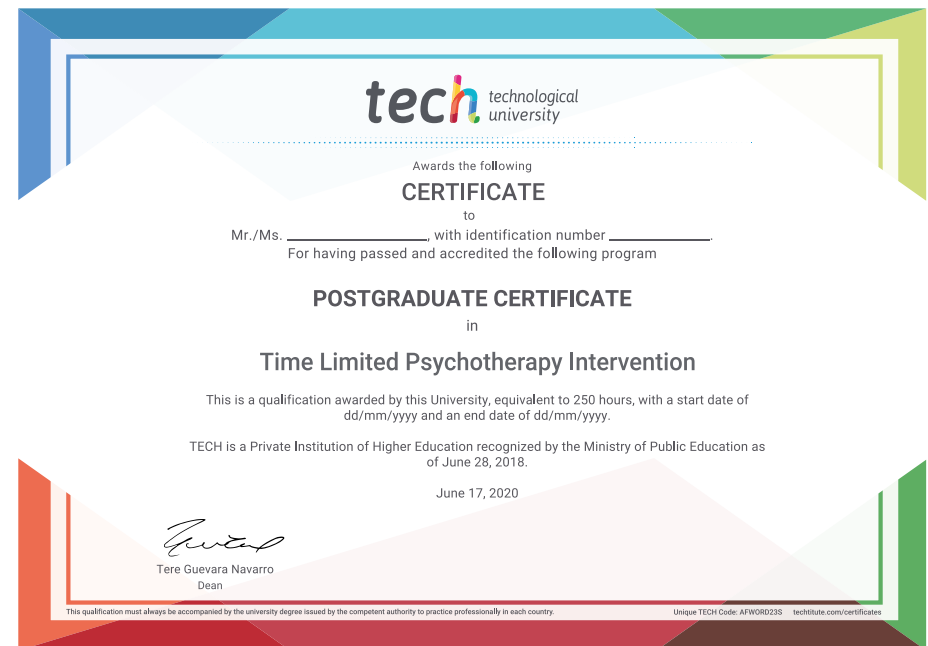 tech technological
university
Awards the following
CERTIFICATE
to
Mr./Ms. ____________________, with identification number ______________.
For having passed and accredited the following program
POSTGRADUATE CERTIFICATE
in
Time Limited Psychotherapy Intervention
This is a qualification awarded by this University, equivalent to 250 hours, with a start date of
dd/mm/yyyy and an end date of dd/mm/yyyy.
TECH is a Private Institution of Higher Education recognized by the Ministry of Public Education as
of June 28, 2018.
June 17, 2020
Tere Guevara Navarro
Dean
This qualification must always be accompanied by the university degree issued by the competent authority to practice professionally in each country.
Unique TECH Code: AFWORD23S techtitute.com/certificates